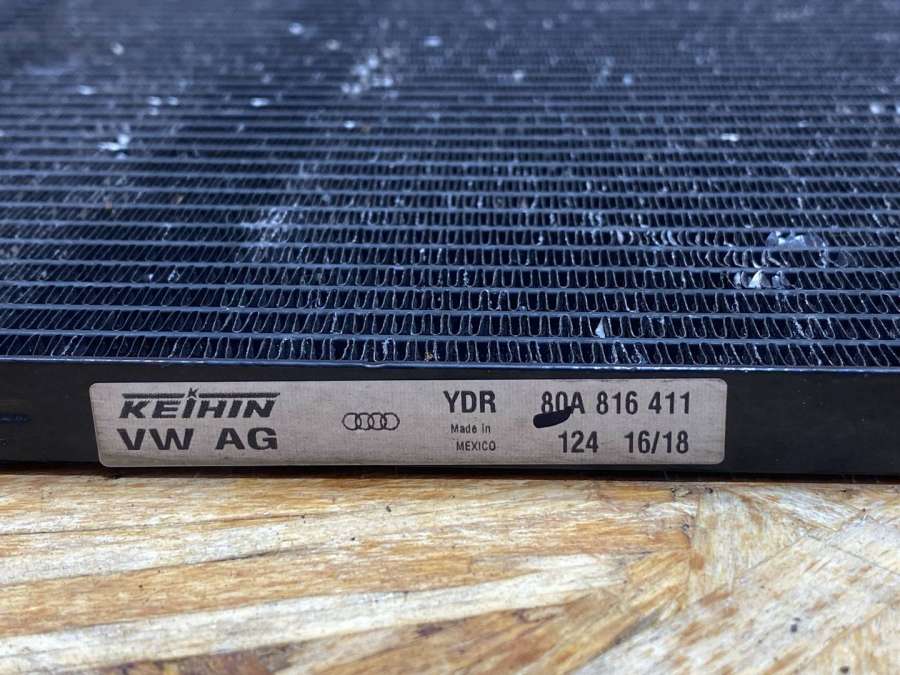 KEIHIN
VW AG
YDR 80A 816 411
Made in
MEXICO
124 16/18